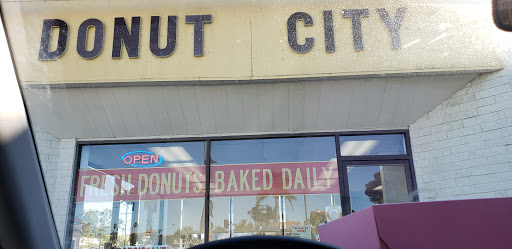 DONUT CITY
OPEN
FRESH DONUTS BAKED DAILY